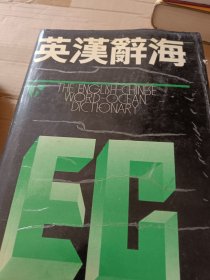 英漢辭海
THE ENGLISH-CHINESE
WORD-OCEAN
DICTIONARY
EC